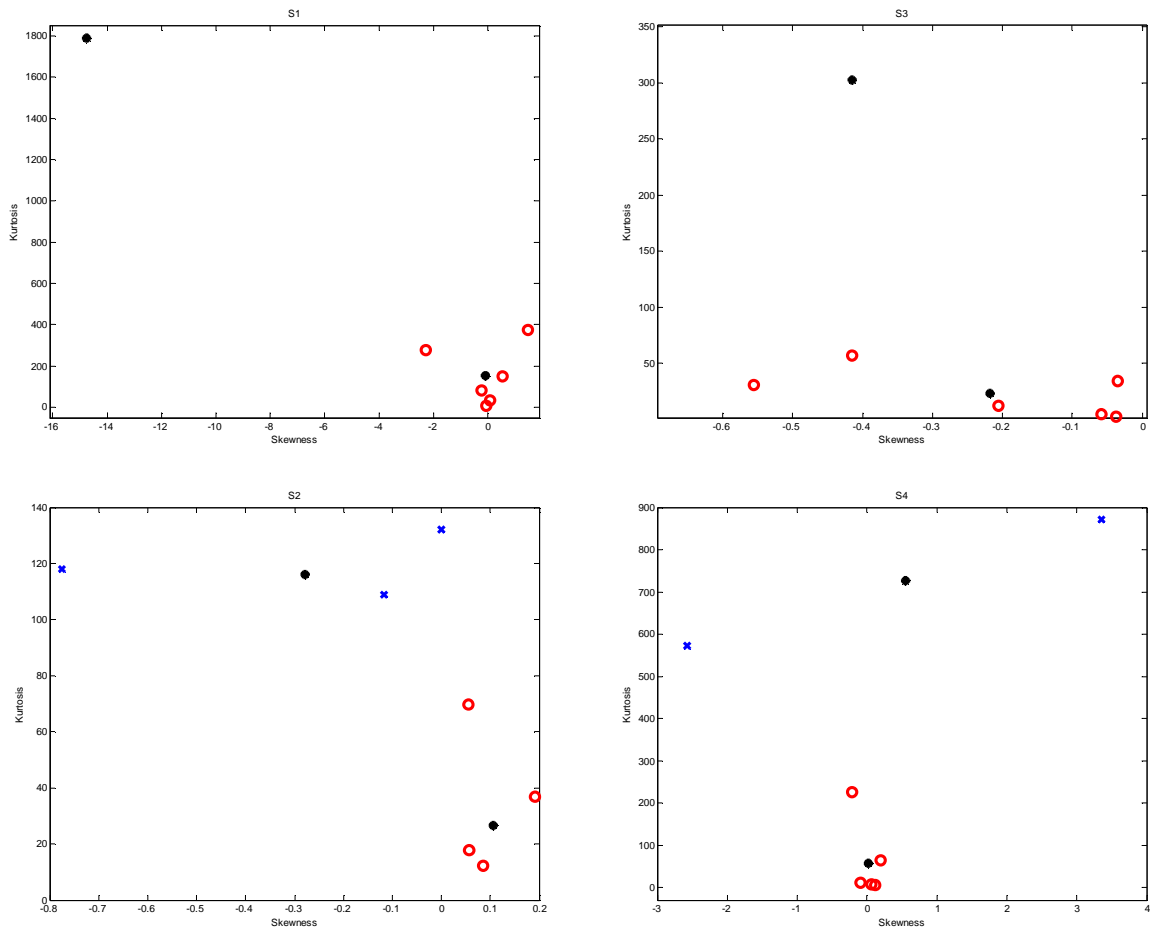 S1
1800
1600
1400
1200
1000
800
600
400
200
0
-16 -14 -12 -10 -8 -6 -4 -2 0
Kurtosis
Skewness
S3
350
300
250
200
150
100
50
-0.6 -0.5 -0.4 -0.3 -0.2 -0.1 0
Kurtosis
Skewness
S2
140
120
100
80
60
40
20
0
-0.8 -0.7 -0.6 -0.5 -0.4 -0.3 -0.2 -0.1 0 0.1 0.2
Kurtosis
Skewness
S4
900
800
700
600
500
400
300
200
100
0
-3 -2 -1 0 1 2 3 4
Kurtosis
Skewness